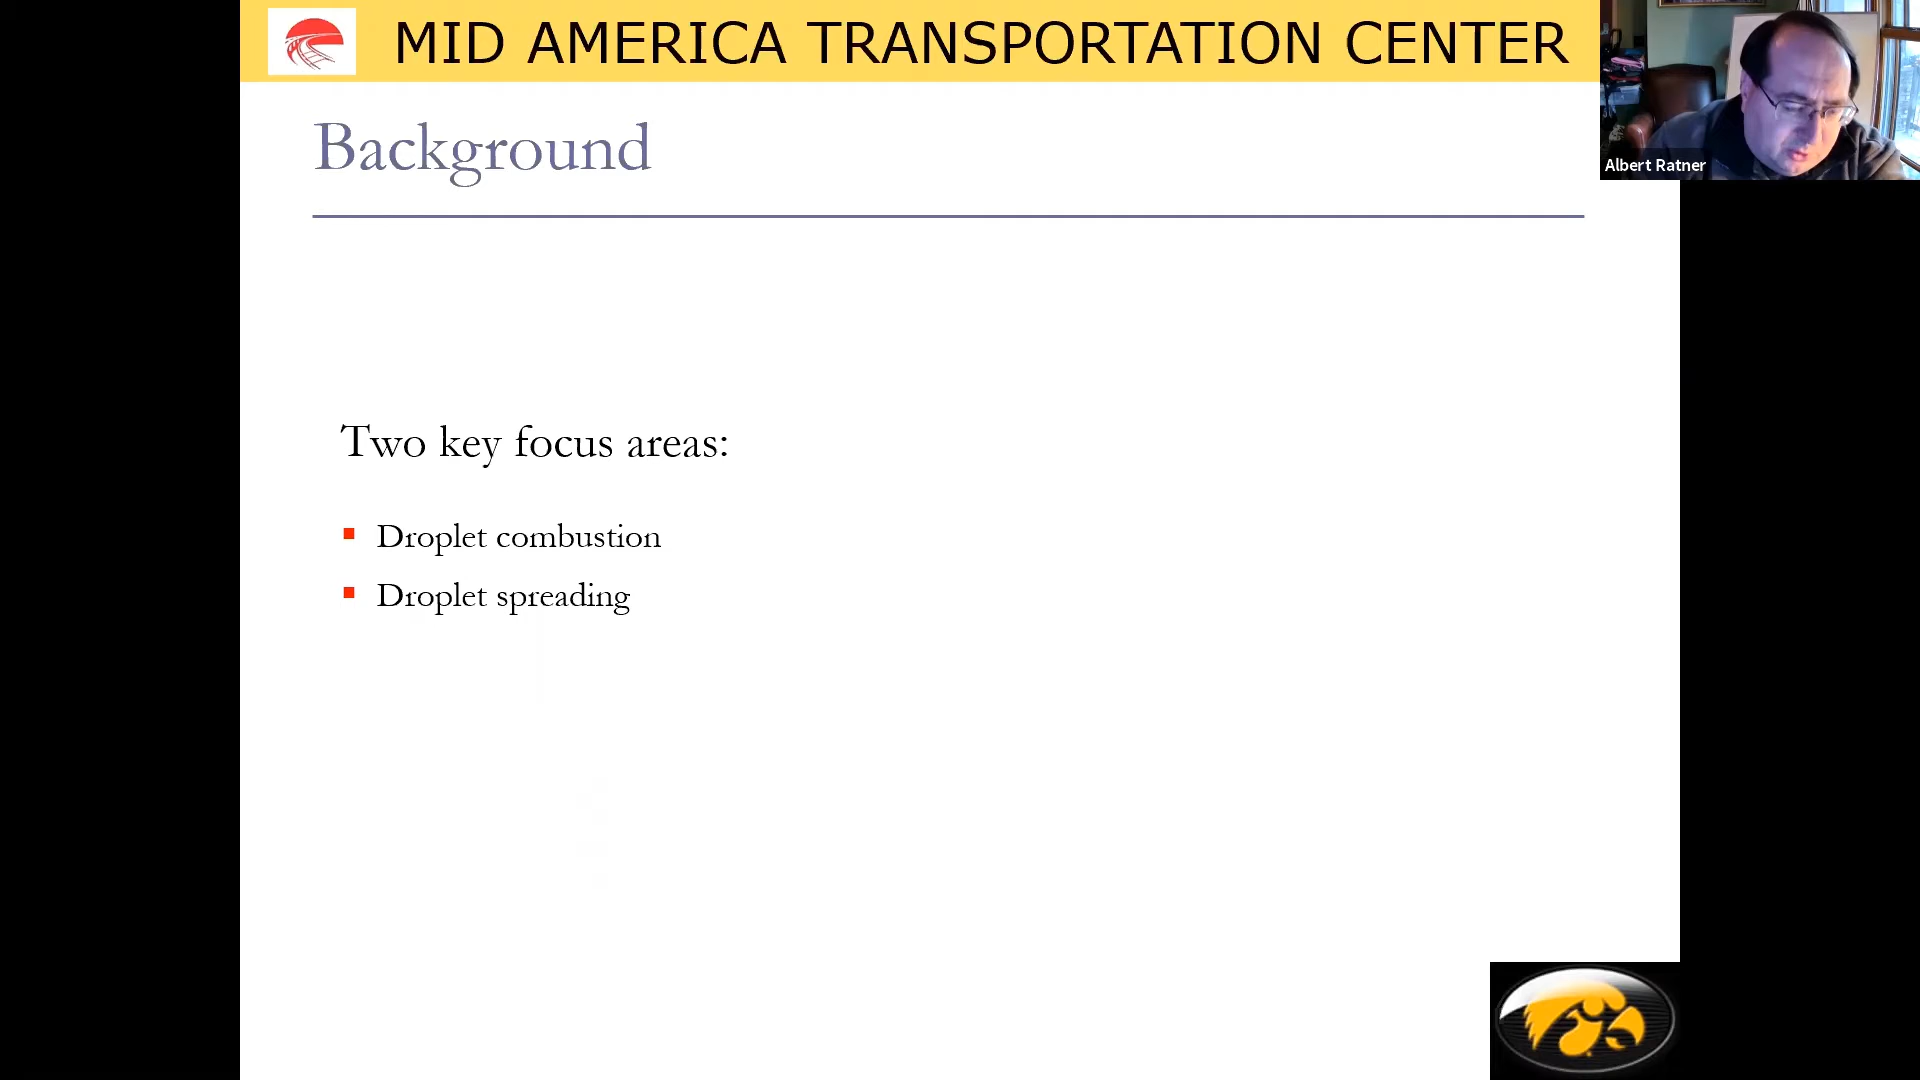 MID AMERICA TRANSPORTATION CENTER
Albert Ratner
Background
Two key focus areas:
Droplet combustion
Droplet spreading